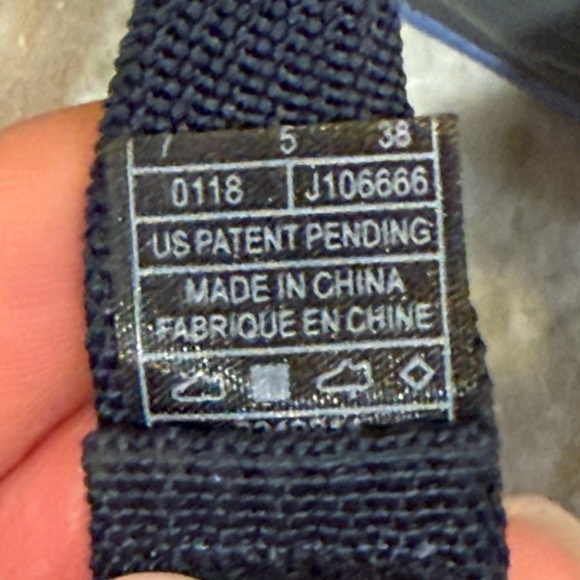 7 5 38
0118 J106666
US PATENT PENDING
MADE IN CHINA
FABRIQUE EN CHINE